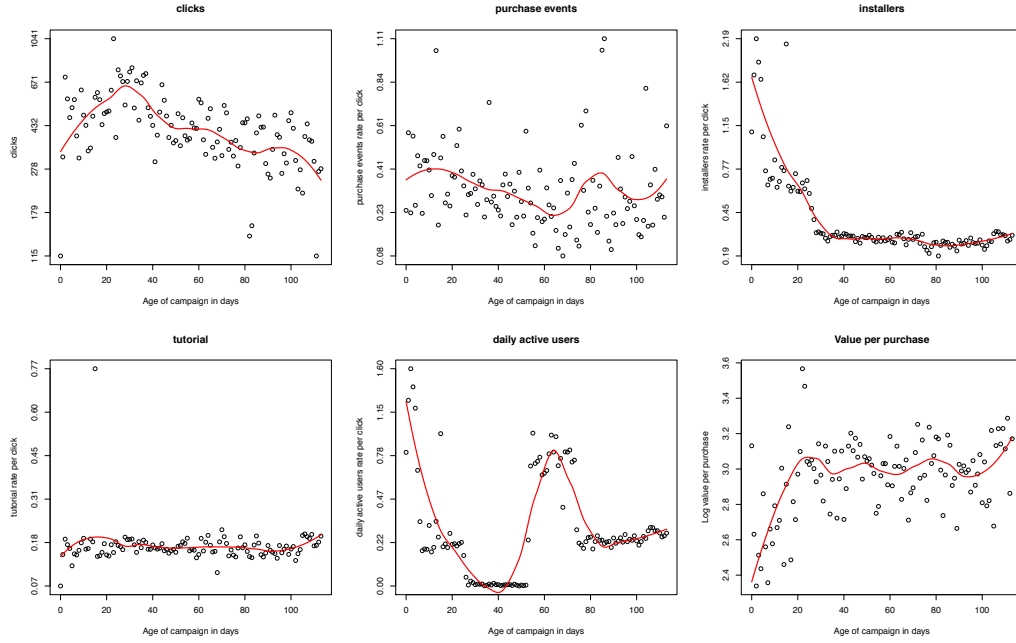 clicks
clicks
1041
671
432
278
179
115
0 20 40 60 80 100
Age of campaign in days
purchase events
purchase events rate per click
1.11
0.84
0.61
0.41
0.23
0.08
0 20 40 60 80 100
Age of campaign in days
installers
installers rate per click
2.19
1.62
1.15
0.77
0.45
0.19
0 20 40 60 80 100
Age of campaign in days
tutorial
tutorial rate per click
0.77
0.60
0.45
0.31
0.18
0.07
0 20 40 60 80 100
Age of campaign in days
daily active users
daily active users rate per click
1.60
1.15
0.78
0.47
0.22
0.00
0 20 40 60 80 100
Age of campaign in days
Value per purchase
Log value per purchase
3.6
3.4
3.2
3.0
2.8
2.6
2.4
0 20 40 60 80 100
Age of campaign in days